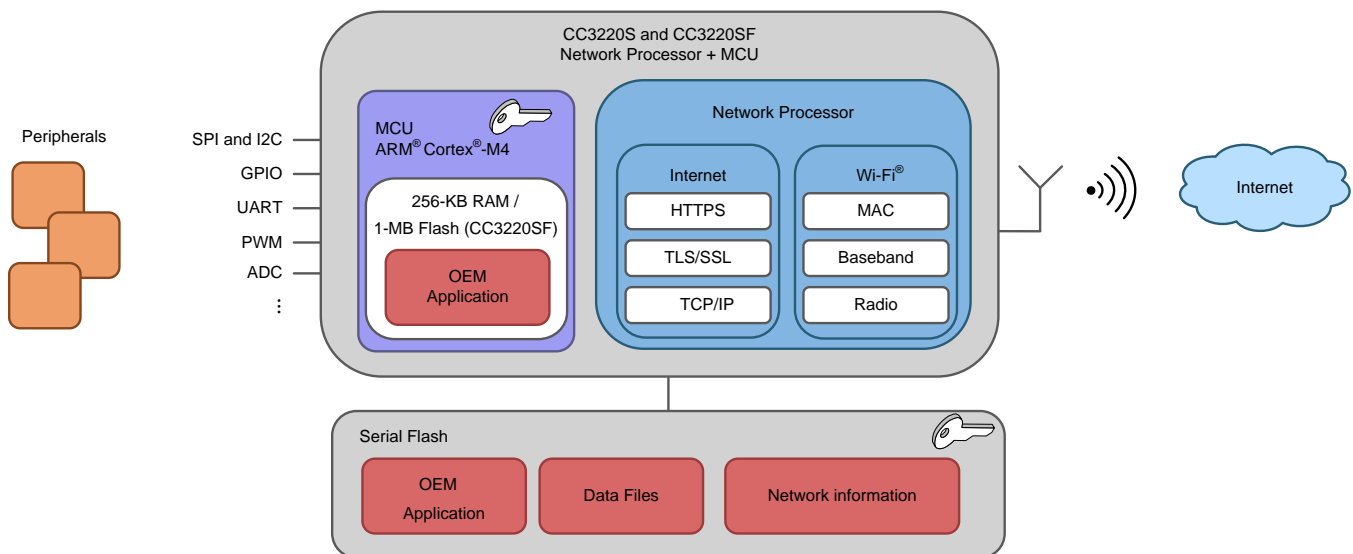 CC3220S and CC3220SF
Network Processor + MCU
Peripherals
SPI and I2C
GPIO
UART
PWM
ADC
⋮
MCU
ARM® Cortex®-M4
256-KB RAM /
1-MB Flash (CC3220SF)
OEM
Application
Network Processor
Internet
HTTPS
TLS/SSL
TCP/IP
Wi-Fi®
MAC
Baseband
Radio
Internet
Serial Flash
OEM
Application
Data Files
Network information